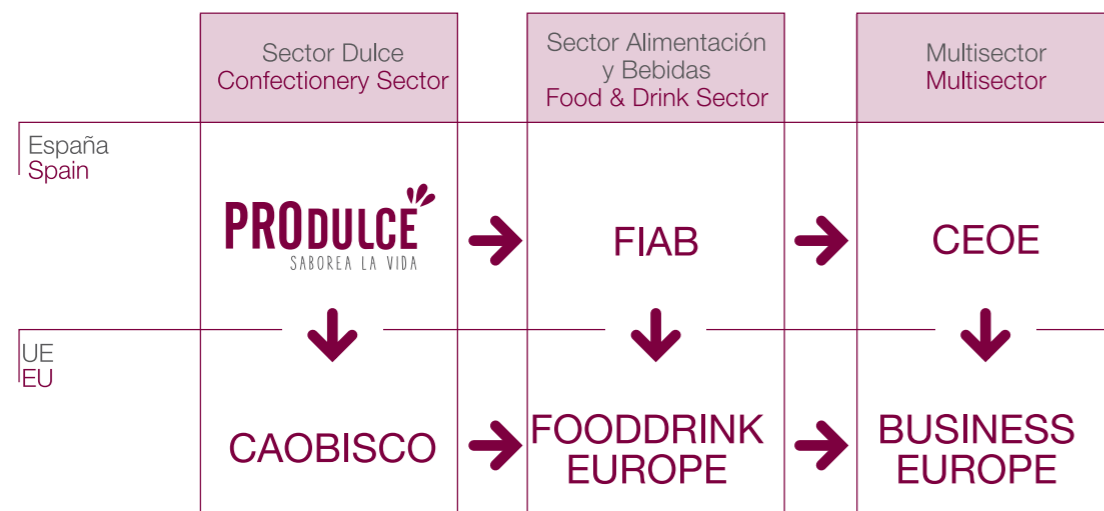 Sector Dulce
Confectionery Sector
Sector Alimentación
y Bebidas
Food & Drink Sector
Multisector
Multisector
España
Spain
PRODULCE
SABOREA LA VIDA
FIAB
CEOE
UE
EU
CAOBISCO
FOODDRINK
EUROPE
BUSINESS
EUROPE